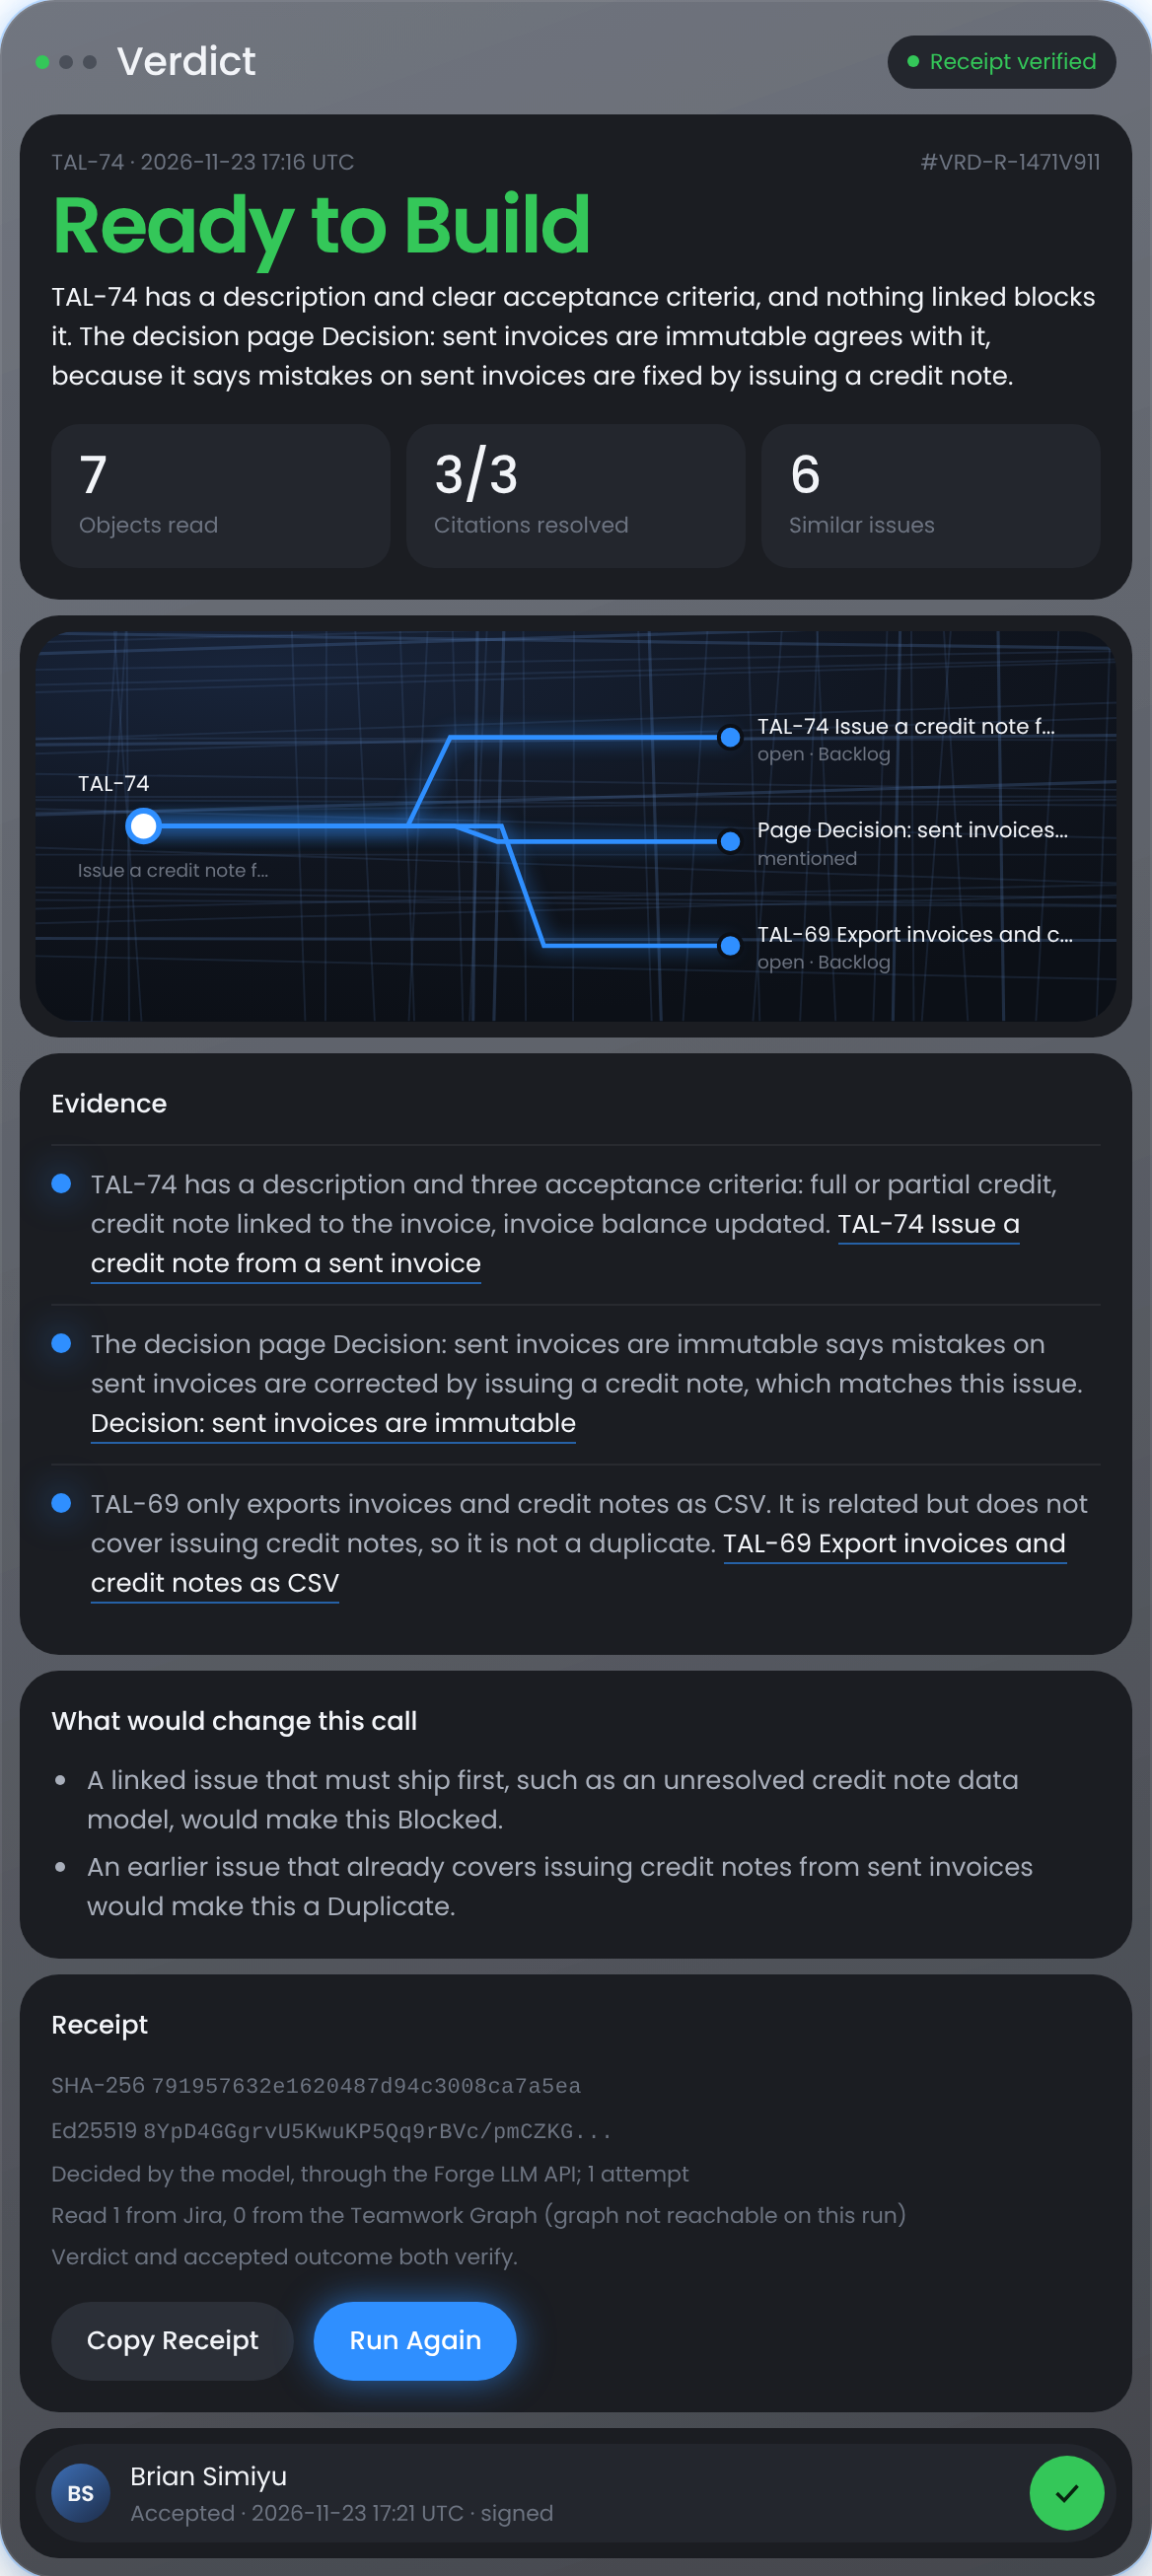 Verdict
Receipt verified
TAL-74 · 2026-11-23 17:16 UTC
#VRD-R-1471V911
Ready to Build
TAL-74 has a description and clear acceptance criteria, and nothing linked blocks
it. The decision page Decision: sent invoices are immutable agrees with it,
because it says mistakes on sent invoices are fixed by issuing a credit note.
7
Objects read
3/3
Citations resolved
6
Similar issues
TAL-74
Issue a credit note f...
TAL-74 Issue a credit note f...
open · Backlog
Page Decision: sent invoices...
mentioned
TAL-69 Export invoices and c...
open · Backlog
Evidence
TAL-74 has a description and three acceptance criteria: full or partial credit,
credit note linked to the invoice, invoice balance updated. TAL-74 Issue a
credit note from a sent invoice
The decision page Decision: sent invoices are immutable says mistakes on
sent invoices are corrected by issuing a credit note, which matches this issue.
Decision: sent invoices are immutable
TAL-69 only exports invoices and credit notes as CSV. It is related but does not
cover issuing credit notes, so it is not a duplicate. TAL-69 Export invoices and
credit notes as CSV
What would change this call
• A linked issue that must ship first, such as an unresolved credit note data
model, would make this Blocked.
• An earlier issue that already covers issuing credit notes from sent invoices
would make this a Duplicate.
Receipt
SHA-256 791957632e1620487d94c3008ca7a5ea
Ed25519 8YpD4GGgrvU5KwuKP5Qq9rBVc/pmCZKG...
Decided by the model, through the Forge LLM API; 1 attempt
Read 1 from Jira, 0 from the Teamwork Graph (graph not reachable on this run)
Verdict and accepted outcome both verify.
Copy Receipt
Run Again
BS
Brian Simiyu
Accepted · 2026-11-23 17:21 UTC · signed